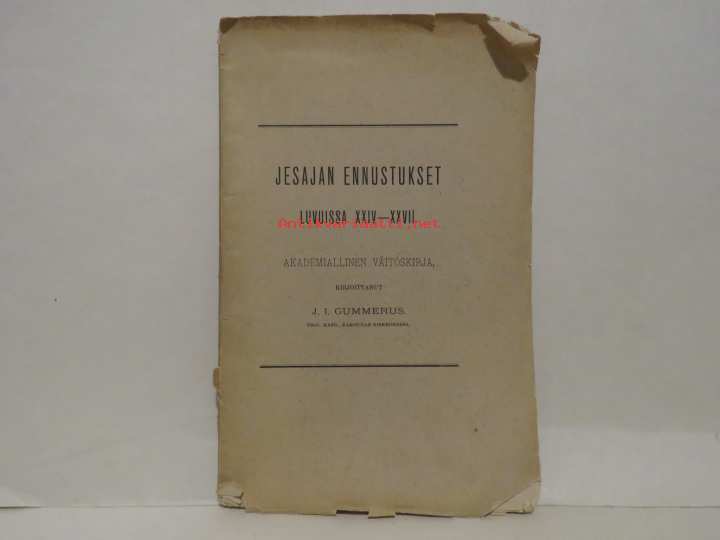 JESAJAN ENNUSTUKSET
LUVUISSA XXIV—XXVII.
Antikvariaatti.net
AKADEMIALLINEN VÄITÖSKIRJA,
KIRJOITTANUT
J. I. GUMMERUS.